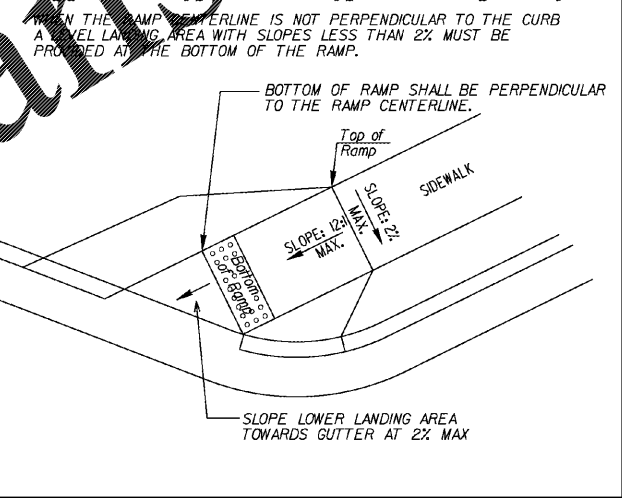 WHEN THE RAMP CENTERLINE IS NOT PERPENDICULAR TO THE CURB
A LEVEL LANDING AREA WITH SLOPES LESS THAN 2% MUST BE
PROVIDED AT THE BOTTOM OF THE RAMP.
BOTTOM OF RAMP SHALL BE PERPENDICULAR
TO THE RAMP CENTERLINE.
Top of
Ramp
SIDEWALK
SLOPE: 2%
MAX.
SLOPE: 12:1
MAX.
Bottom
of Ramp
SLOPE LOWER LANDING AREA
TOWARDS GUTTER AT 2% MAX